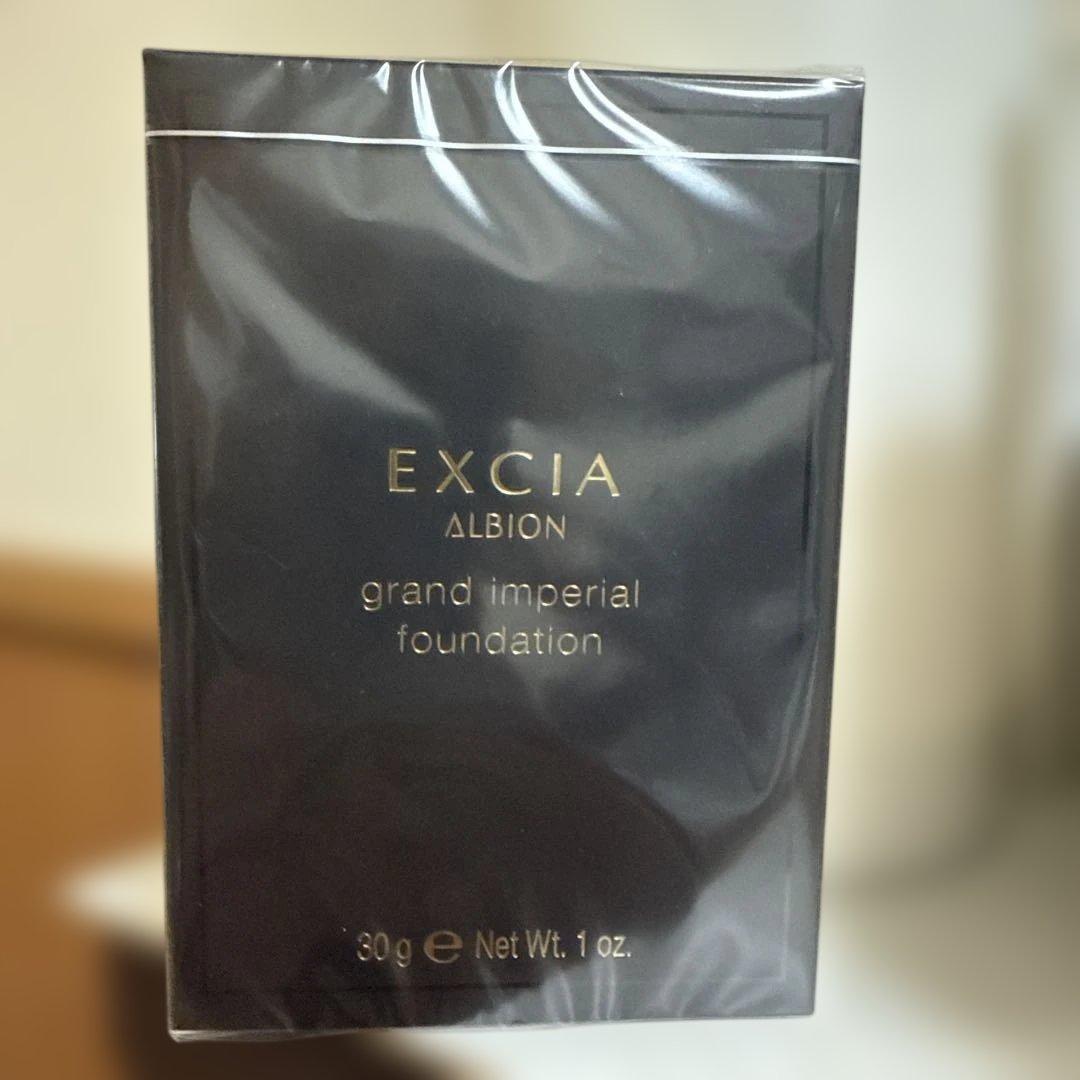 EXCIA
ALBION
grand imperial
foundation
30g ℮ Net Wt. 1 oz.